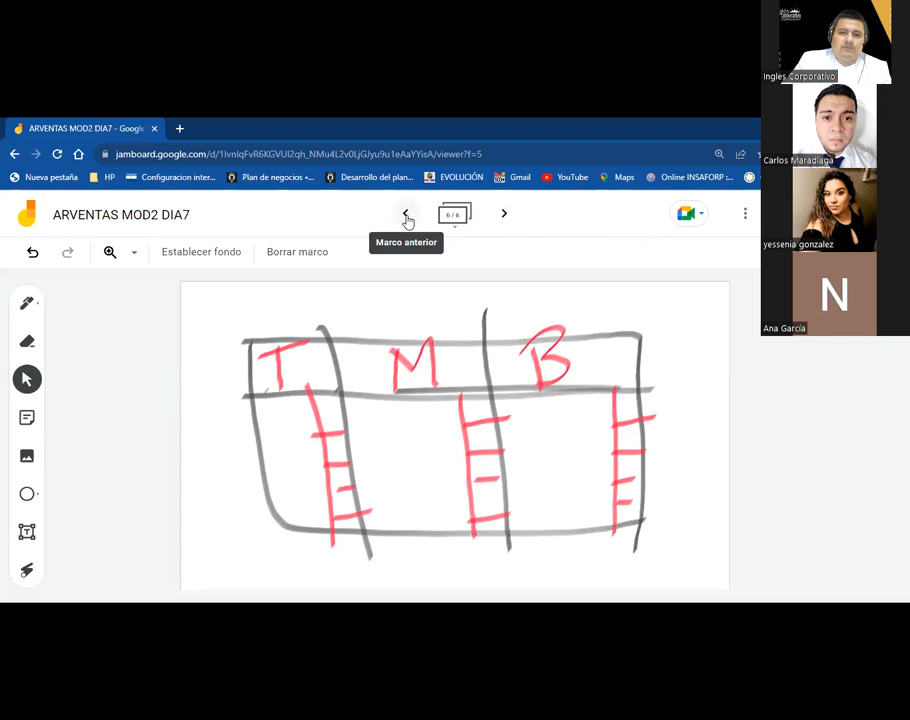 Ingles Corporativo
Carlos Maradiaga
yessenia gonzalez
N
Ana García
ARVENTAS MOD2 DIA7 - Google
jamboard.google.com/d/1lvnlqFvR6KGVUI2qh_NMu4L2v0LjGJyu9u1eAaYYisA/viewer?f=5
Nueva pestaña
HP
Configuracion inter...
Plan de negocios -...
Desarrollo del plan...
EVOLUCIÓN
Gmail
YouTube
Maps
Online INSAFORP:...
ARVENTAS MOD2 DIA7
6/6
Marco anterior
Establecer fondo
Borrar marco
T M B